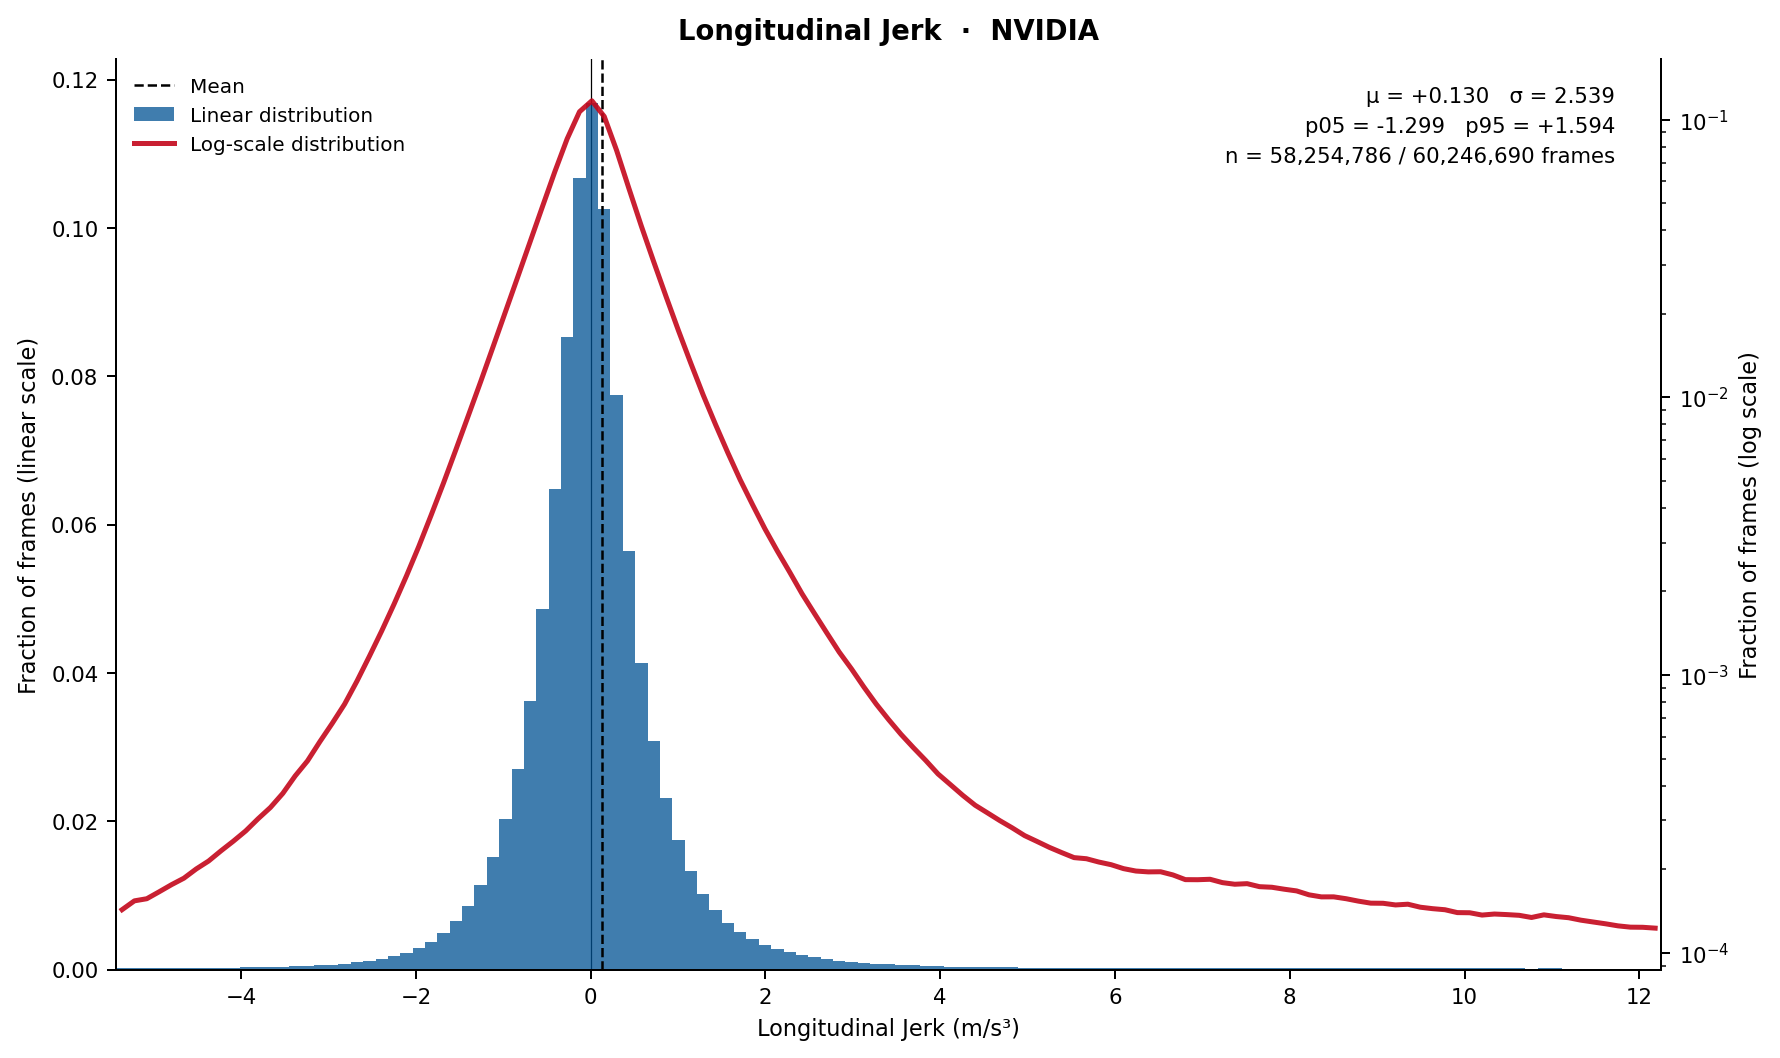 Longitudinal Jerk · NVIDIA
Mean
Linear distribution
Log-scale distribution
μ = +0.130 σ = 2.539
p05 = -1.299 p95 = +1.594
n = 58,254,786 / 60,246,690 frames
Fraction of frames (linear scale)
0.12
0.10
0.08
0.06
0.04
0.02
0.00
10⁻¹
10⁻²
10⁻³
10⁻⁴
Fraction of frames (log scale)
−4 −2 0 2 4 6 8 10 12
Longitudinal Jerk (m/s³)